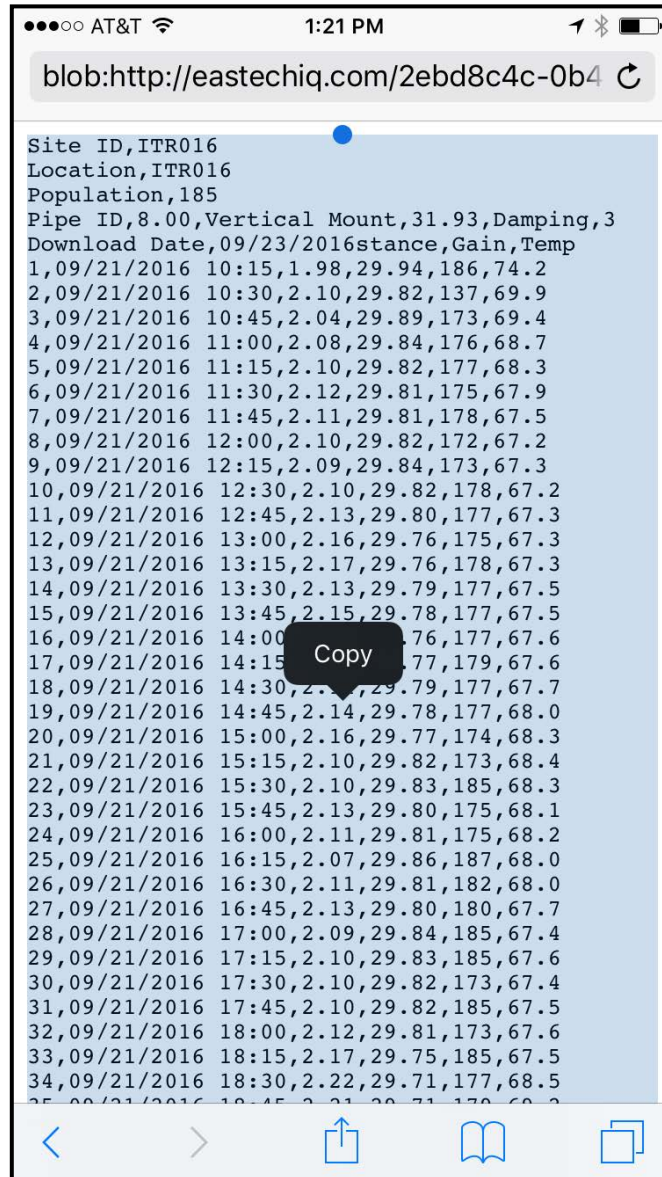 AT&T 1:21 PM
blob:http://eastechiq.com/2ebd8c4c-0b4
Site ID,ITR016
Location,ITR016
Population,185
Pipe ID,8.00,Vertical Mount,31.93,Damping,3
Download Date,09/23/2016stance,Gain,Temp
1,09/21/2016 10:15,1.98,29.94,186,74.2
2,09/21/2016 10:30,2.10,29.82,137,69.9
3,09/21/2016 10:45,2.04,29.89,173,69.4
4,09/21/2016 11:00,2.08,29.84,176,68.7
5,09/21/2016 11:15,2.10,29.82,177,68.3
6,09/21/2016 11:30,2.12,29.81,175,67.9
7,09/21/2016 11:45,2.11,29.81,178,67.5
8,09/21/2016 12:00,2.10,29.82,172,67.2
9,09/21/2016 12:15,2.09,29.84,173,67.3
10,09/21/2016 12:30,2.10,29.82,178,67.2
11,09/21/2016 12:45,2.13,29.80,177,67.3
12,09/21/2016 13:00,2.16,29.76,175,67.3
13,09/21/2016 13:15,2.17,29.76,178,67.3
14,09/21/2016 13:30,2.13,29.79,177,67.5
15,09/21/2016 13:45,2.15,29.78,177,67.5
16,09/21/2016 14:00 .76,177,67.6
Copy
17,09/21/2016 14:15 .77,179,67.6
18,09/21/2016 14:30,2. ,29.79,177,67.7
19,09/21/2016 14:45,2.14,29.78,177,68.0
20,09/21/2016 15:00,2.16,29.77,174,68.3
21,09/21/2016 15:15,2.10,29.82,173,68.4
22,09/21/2016 15:30,2.10,29.83,185,68.3
23,09/21/2016 15:45,2.13,29.80,175,68.1
24,09/21/2016 16:00,2.11,29.81,175,68.2
25,09/21/2016 16:15,2.07,29.86,187,68.0
26,09/21/2016 16:30,2.11,29.81,182,68.0
27,09/21/2016 16:45,2.13,29.80,180,67.7
28,09/21/2016 17:00,2.09,29.84,185,67.4
29,09/21/2016 17:15,2.10,29.83,185,67.6
30,09/21/2016 17:30,2.10,29.82,173,67.4
31,09/21/2016 17:45,2.10,29.82,185,67.5
32,09/21/2016 18:00,2.12,29.81,173,67.6
33,09/21/2016 18:15,2.17,29.75,185,67.5
34,09/21/2016 18:30,2.22,29.71,177,68.5